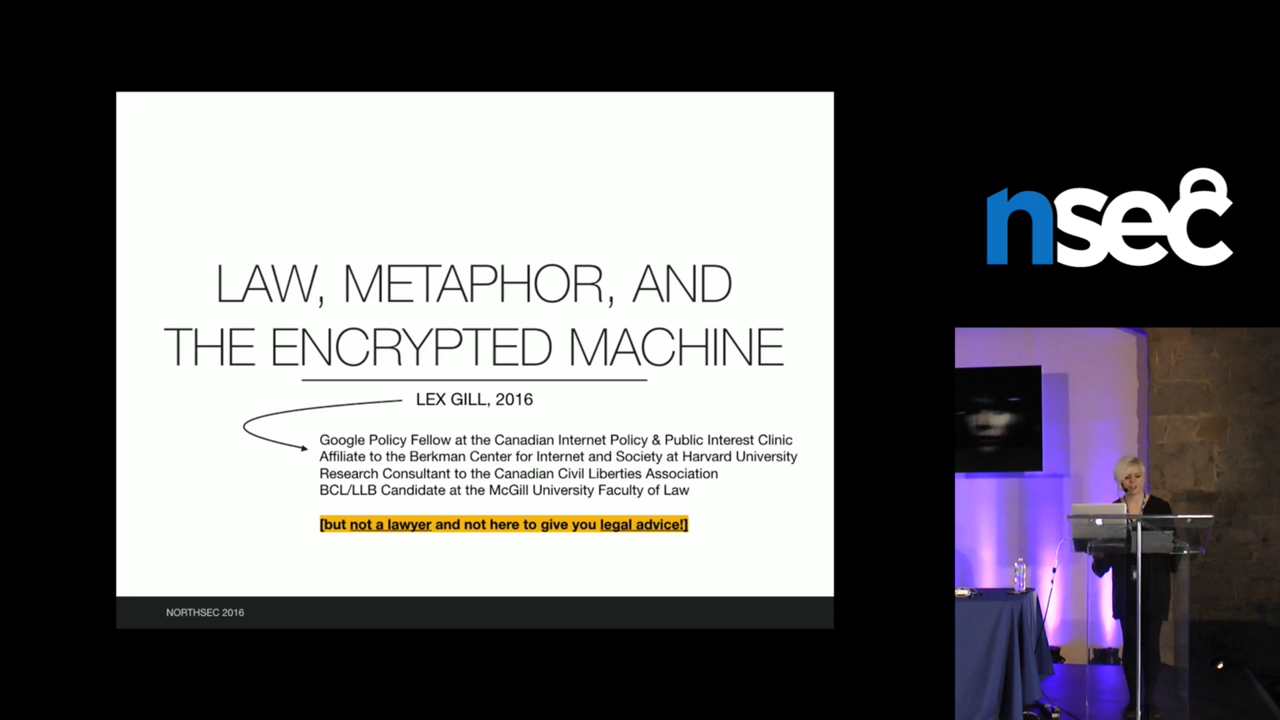 LAW, METAPHOR, AND
THE ENCRYPTED MACHINE
LEX GILL, 2016
Google Policy Fellow at the Canadian Internet Policy & Public Interest Clinic
Affiliate to the Berkman Center for Internet and Society at Harvard University
Research Consultant to the Canadian Civil Liberties Association
BCL/LLB Candidate at the McGill University Faculty of Law
[but not a lawyer and not here to give you legal advice!]
NORTHSEC 2016
nsec